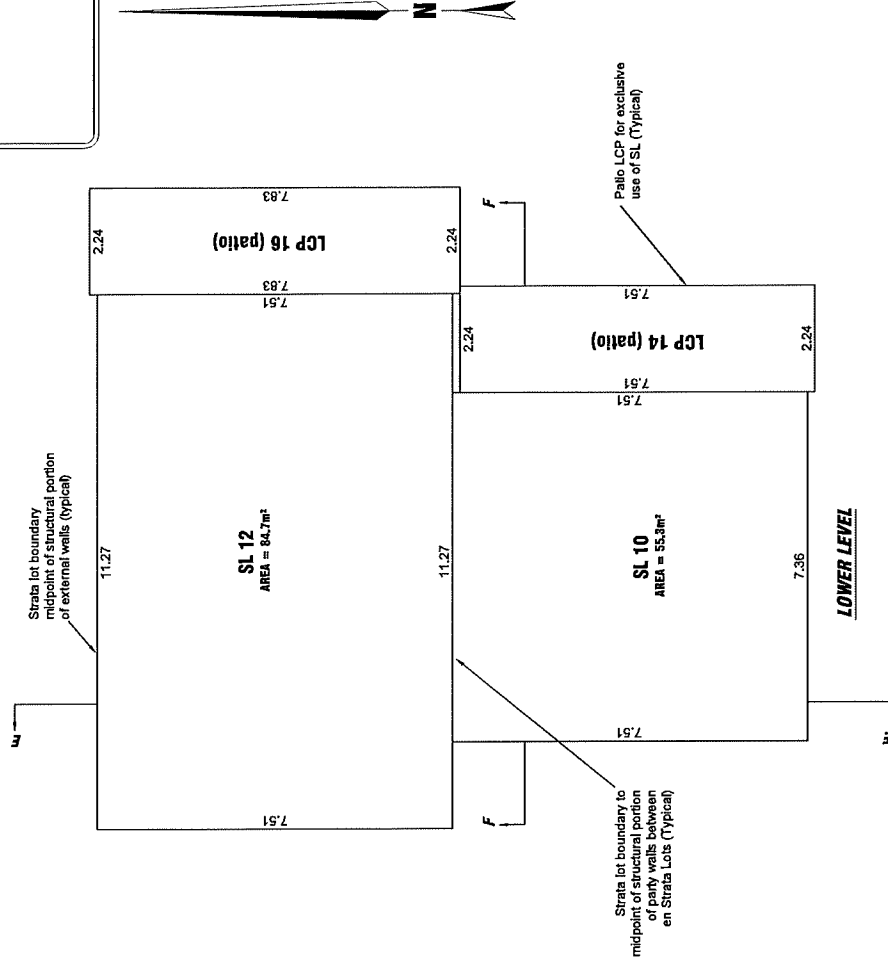 N
Patio LCP for exclusive
use of SL (Typical)
7.83
2.24
LCP 16 (patio)
2.24
7.83
F
7.51
7.51
2.24
LCP 14 (patio)
2.24
7.51
7.51
Strata lot boundary
midpoint of structural portion
of external walls (typical)
11.27
SL 12
AREA = 84.7m²
11.27
SL 10
AREA = 55.3m²
7.36
LOWER LEVEL
E
7.51
7.51
F
E
Strata lot boundary to
midpoint of structural portion
of party walls between
en Strata Lots (Typical)